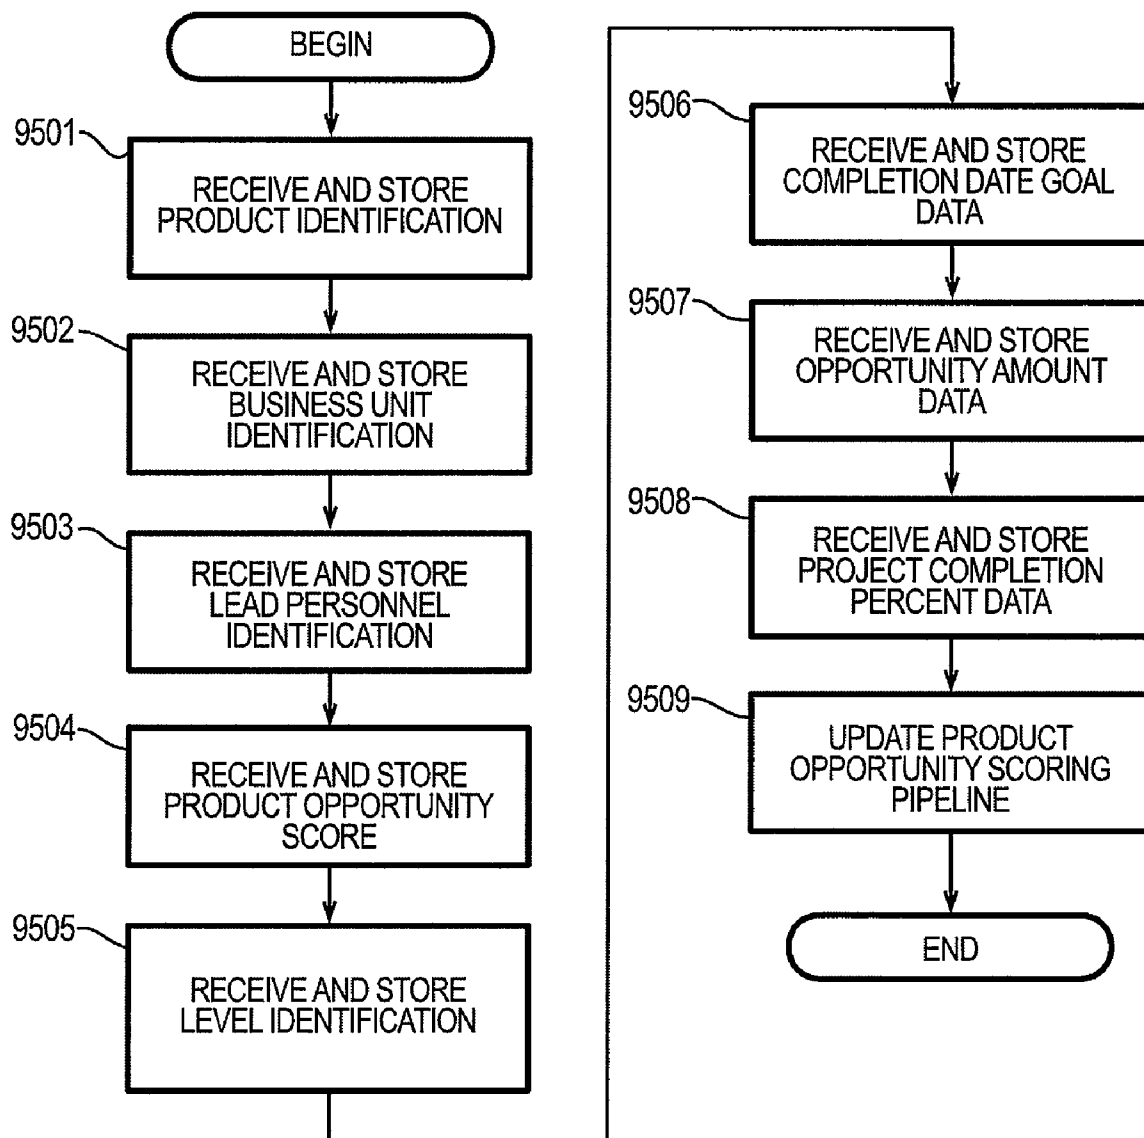 BEGIN
9501
RECEIVE AND STORE
PRODUCT IDENTIFICATION
9502
RECEIVE AND STORE
BUSINESS UNIT
IDENTIFICATION
9503
RECEIVE AND STORE
LEAD PERSONNEL
IDENTIFICATION
9504
RECEIVE AND STORE
PRODUCT OPPORTUNITY
SCORE
9505
RECEIVE AND STORE
LEVEL IDENTIFICATION
9506
RECEIVE AND STORE
COMPLETION DATE GOAL
DATA
9507
RECEIVE AND STORE
OPPORTUNITY AMOUNT
DATA
9508
RECEIVE AND STORE
PROJECT COMPLETION
PERCENT DATA
9509
UPDATE PRODUCT
OPPORTUNITY SCORING
PIPELINE
END